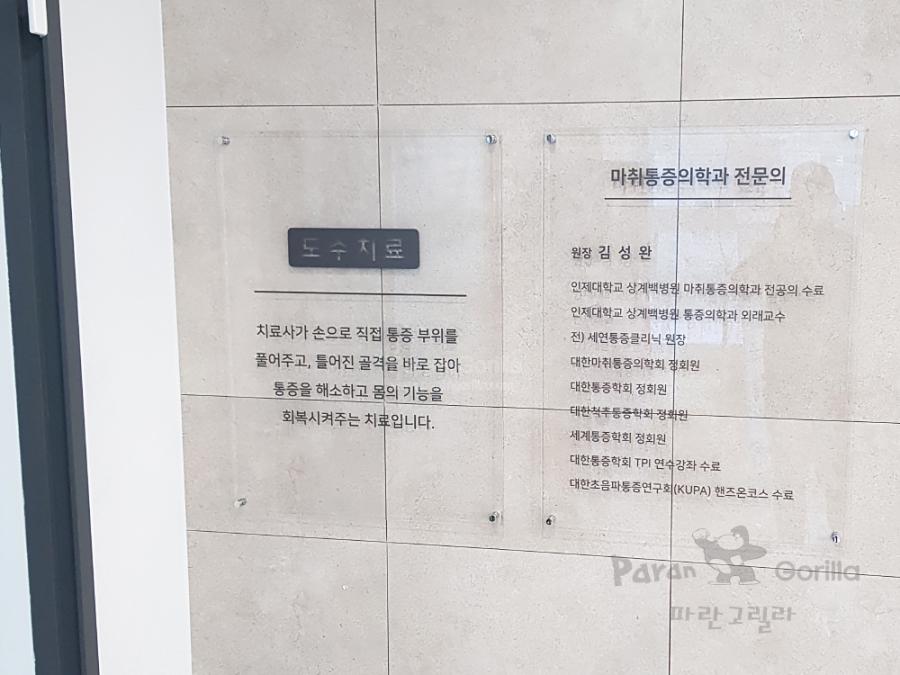 도수치료
치료사가 손으로 직접 통증 부위를
풀어주고, 틀어진 골격을 바로 잡아
통증을 해소하고 몸의 기능을
회복시켜주는 치료입니다.
마취통증의학과 전문의
원장 김성완
인제대학교 상계백병원 마취통증의학과 전공의 수료
인제대학교 상계백병원 통증의학과 외래교수
전) 세연통증클리닉 원장
대한마취통증의학회 정회원
대한통증학회 정회원
대한척추통증학회 정회원
세계통증학회 정회원
대한통증학회 TPI 연수강좌 수료
대한초음파통증연구회(KUPA) 핸즈온코스 수료
Paran Gorilla
파란고릴라